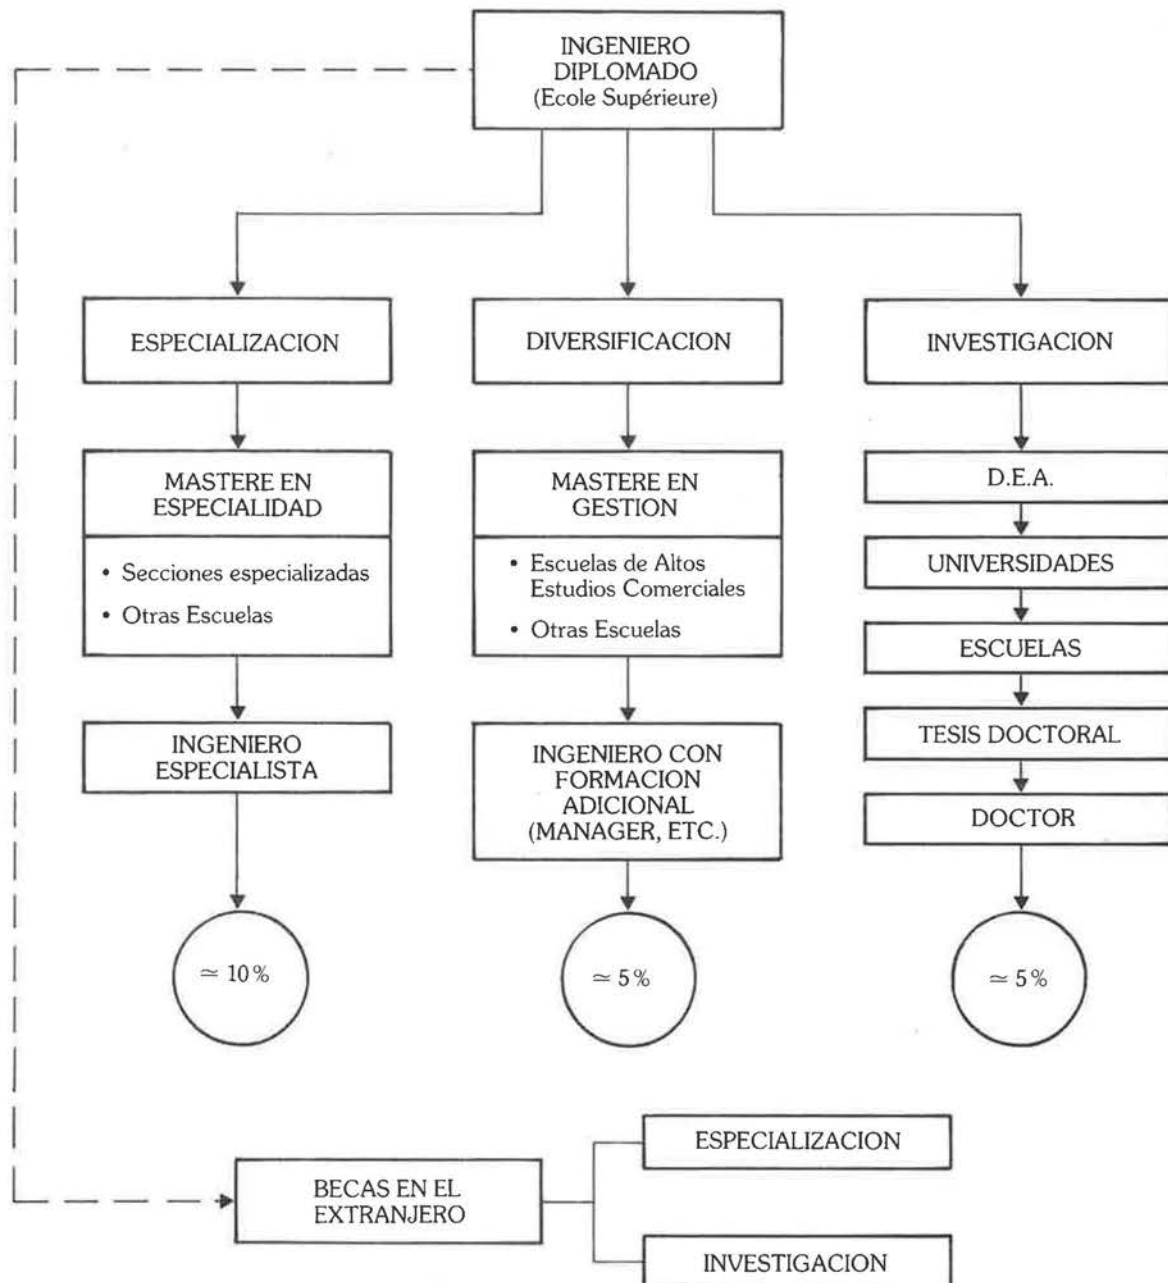 INGENIERO
DIPLOMADO
(Ecole Supérieure)
ESPECIALIZACION
DIVERSIFICACION
INVESTIGACION
MASTERE EN
ESPECIALIDAD
• Secciones especializadas
• Otras Escuelas
MASTERE EN
GESTION
• Escuelas de Altos
Estudios Comerciales
• Otras Escuelas
D.E.A.
UNIVERSIDADES
ESCUELAS
TESIS DOCTORAL
DOCTOR
INGENIERO
ESPECIALISTA
INGENIERO CON
FORMACION
ADICIONAL
(MANAGER, ETC.)
≃ 10%
≃ 5%
≃ 5%
BECAS EN EL
EXTRANJERO
ESPECIALIZACION
INVESTIGACION